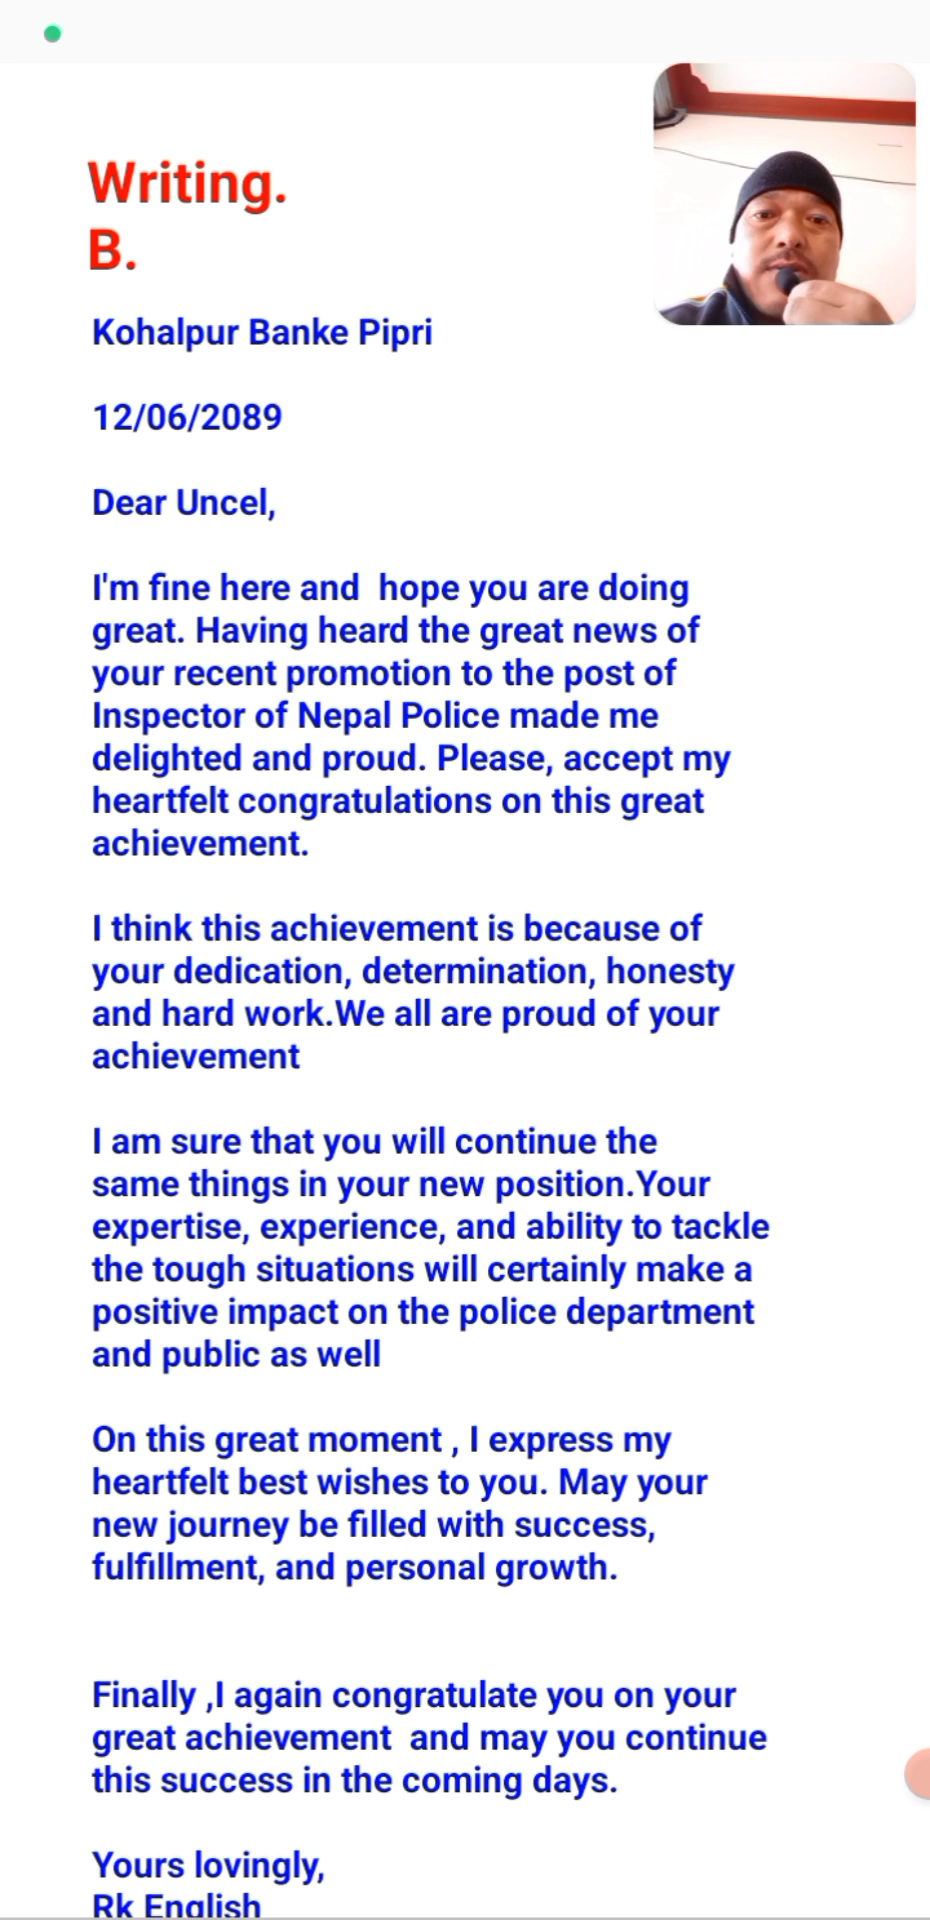 Writing.
B.
Kohalpur Banke Pipri
12/06/2089
Dear Uncel,
I'm fine here and  hope you are doing
great. Having heard the great news of
your recent promotion to the post of
Inspector of Nepal Police made me
delighted and proud. Please, accept my
heartfelt congratulations on this great
achievement.
I think this achievement is because of
your dedication, determination, honesty
and hard work.We all are proud of your
achievement
I am sure that you will continue the
same things in your new position.Your
expertise, experience, and ability to tackle
the tough situations will certainly make a
positive impact on the police department
and public as well
On this great moment , I express my
heartfelt best wishes to you. May your
new journey be filled with success,
fulfillment, and personal growth.
Finally ,I again congratulate you on your
great achievement  and may you continue
this success in the coming days.
Yours lovingly,
Rk English